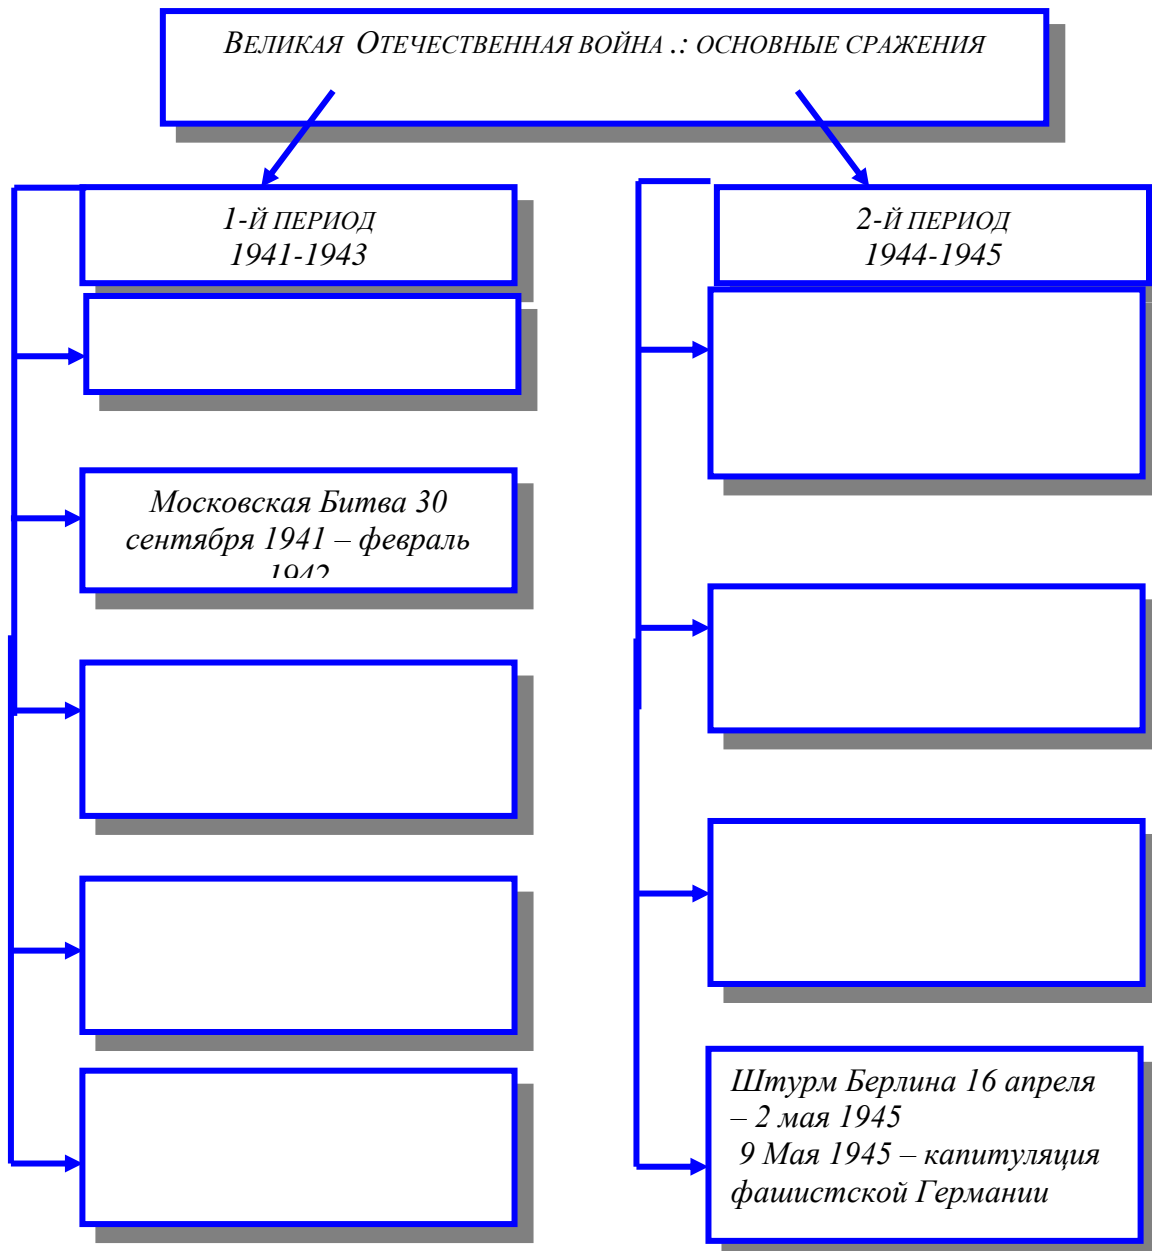 ВЕЛИКАЯ ОТЕЧЕСТВЕННАЯ ВОЙНА .: ОСНОВНЫЕ СРАЖЕНИЯ
1-Й ПЕРИОД
1941-1943
Московская Битва 30
сентября 1941 – февраль
1942
2-Й ПЕРИОД
1944-1945
Штурм Берлина 16 апреля
– 2 мая 1945
9 Мая 1945 – капитуляция
фашистской Германии